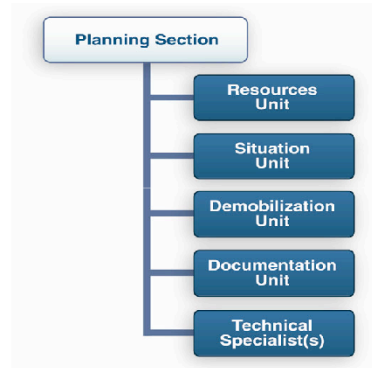 Planning Section
Resources
Unit
Situation
Unit
Demobilization
Unit
Documentation
Unit
Technical
Specialist(s)